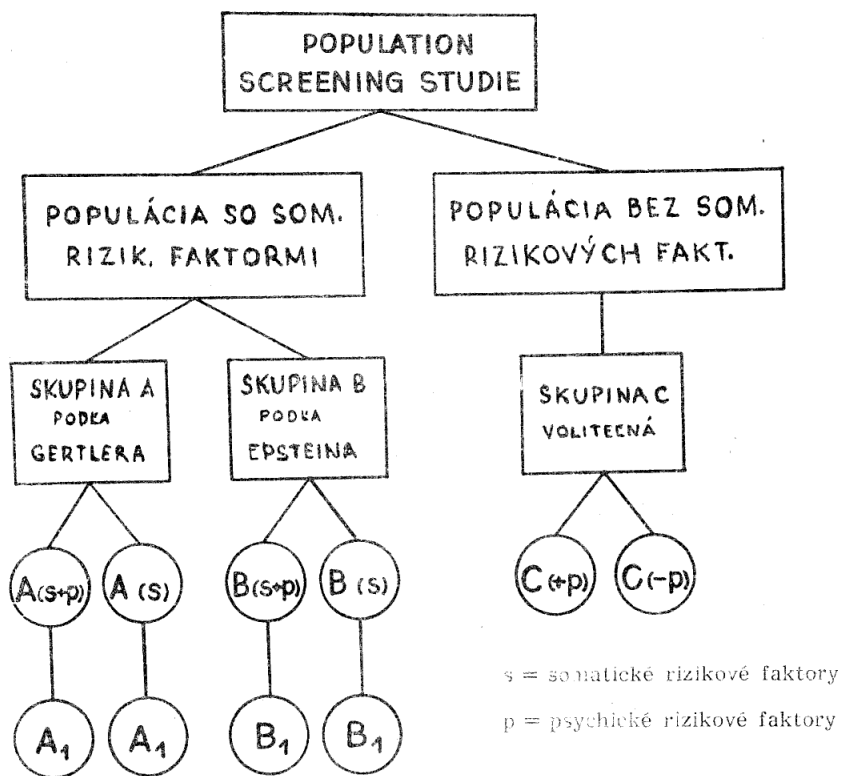 POPULATION
SCREENING STUDIE
POPULÁCIA SO SOM.
RIZIK. FAKTORMI
POPULÁCIA BEZ SOM.
RIZIKOVÝCH FAKT.
SKUPINA A
PODĽA
GERTLERA
SKUPINA B
PODĽA
EPSTEINA
SKUPINA C
VOLITEĽNÁ
A(s+p)
A (s)
B(s+p)
B (s)
C(+p)
C(-p)
s = somatické rizikové faktory
p = psychické rizikové faktory
A1
A1
B1
B1